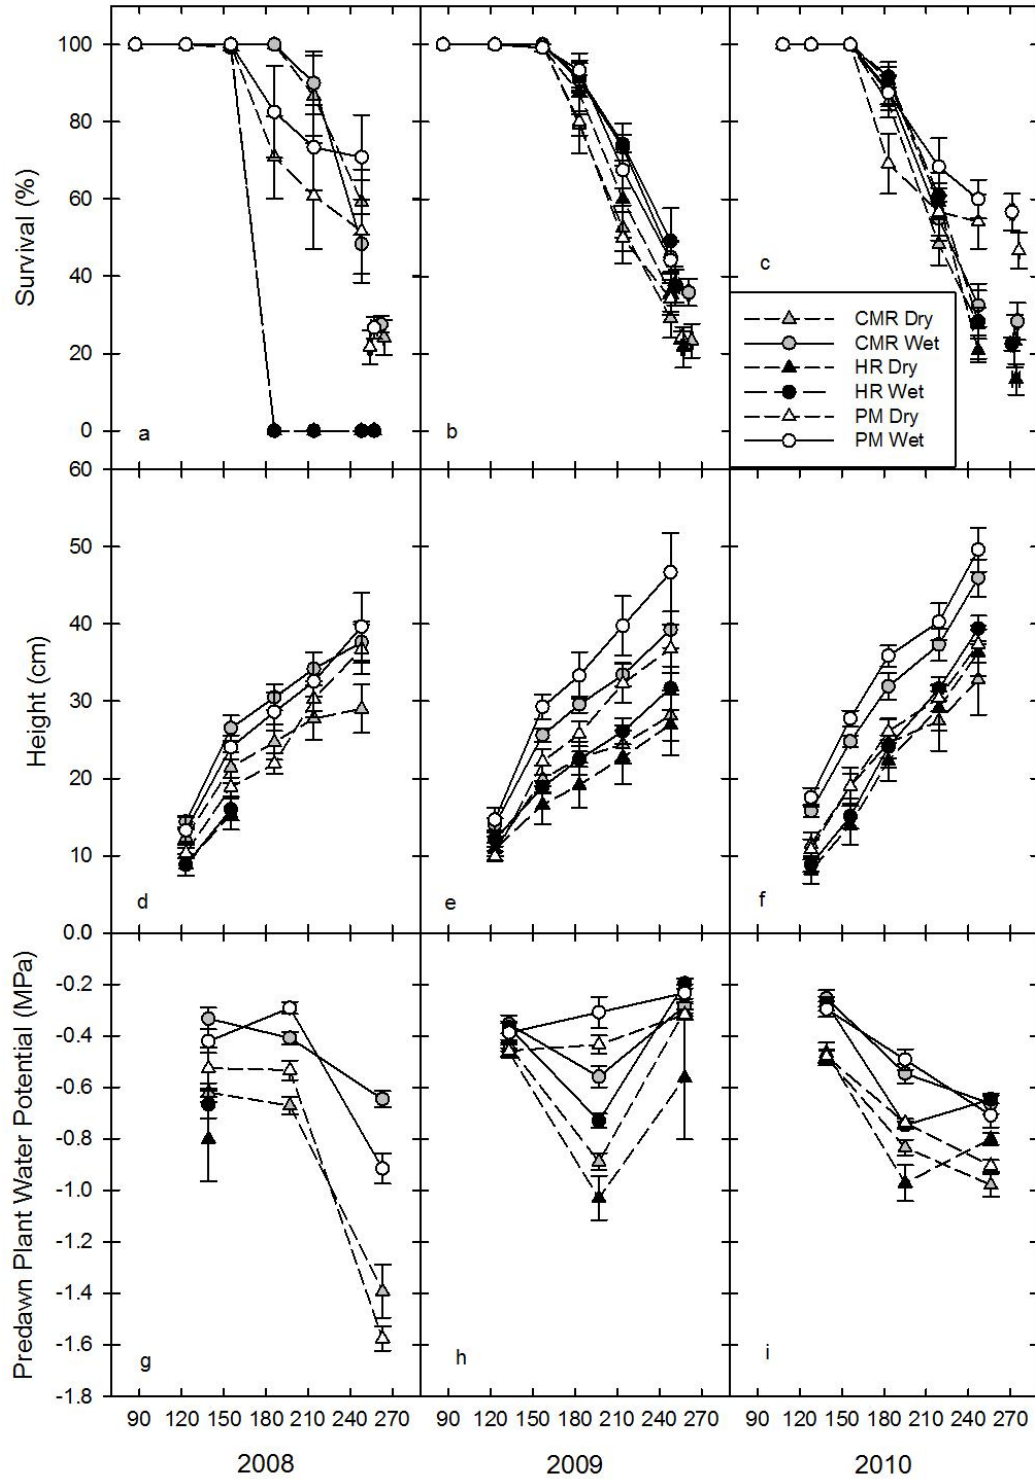 Survival (%)
100
80
60
40
20
0
a
b
c
CMR Dry
CMR Wet
HR Dry
HR Wet
PM Dry
PM Wet
Height (cm)
60
50
40
30
20
10
0.0
d
e
f
Predawn Plant Water Potential (MPa)
-0.2
-0.4
-0.6
-0.8
-1.0
-1.2
-1.4
-1.6
-1.8
g
h
i
90 120 150 180 210 240 270
90 120 150 180 210 240 270
90 120 150 180 210 240 270
2008
2009
2010